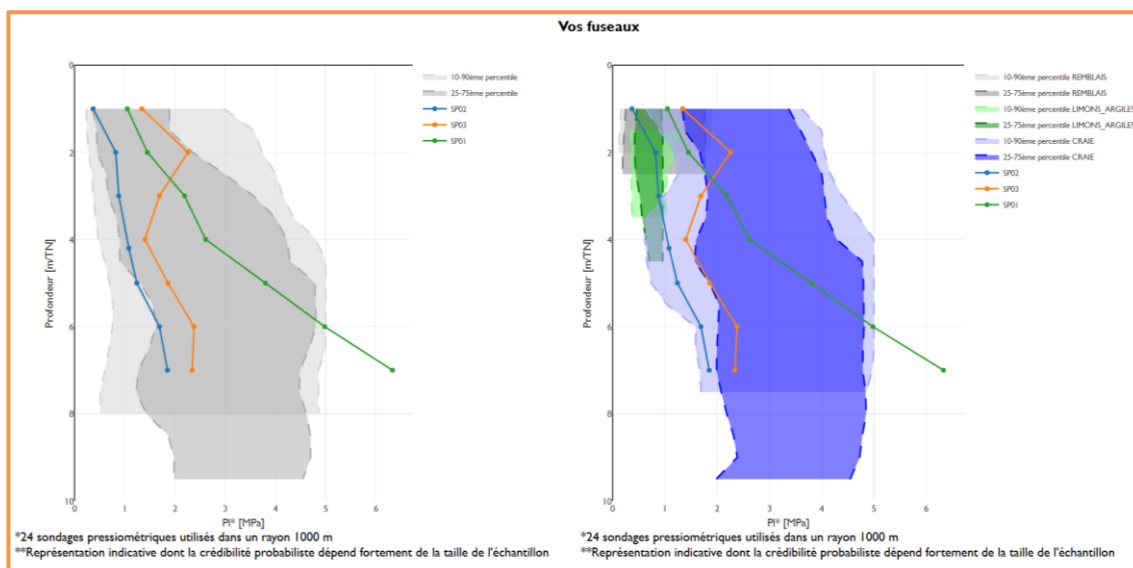 Vos fuseaux
0
2
4
6
8
10
Profondeur [m/TN]
0
1
2
3
4
5
6
Pl* [MPa]
10-90ème percentile
25-75ème percentile
SP02
SP03
SP01
*24 sondages pressiométriques utilisés dans un rayon 1000 m
**Représentation indicative dont la crédibilité probabiliste dépend fortement de la taille de l'échantillon
0
2
4
6
8
10
Profondeur [m/TN]
0
1
2
3
4
5
6
Pl* [MPa]
10-90ème percentile REMBLAIS
25-75ème percentile REMBLAIS
10-90ème percentile LIMONS_ARGILES
25-75ème percentile LIMONS_ARGILES
10-90ème percentile CRAIE
25-75ème percentile CRAIE
SP02
SP03
SP01
*24 sondages pressiométriques utilisés dans un rayon 1000 m
**Représentation indicative dont la crédibilité probabiliste dépend fortement de la taille de l'échantillon